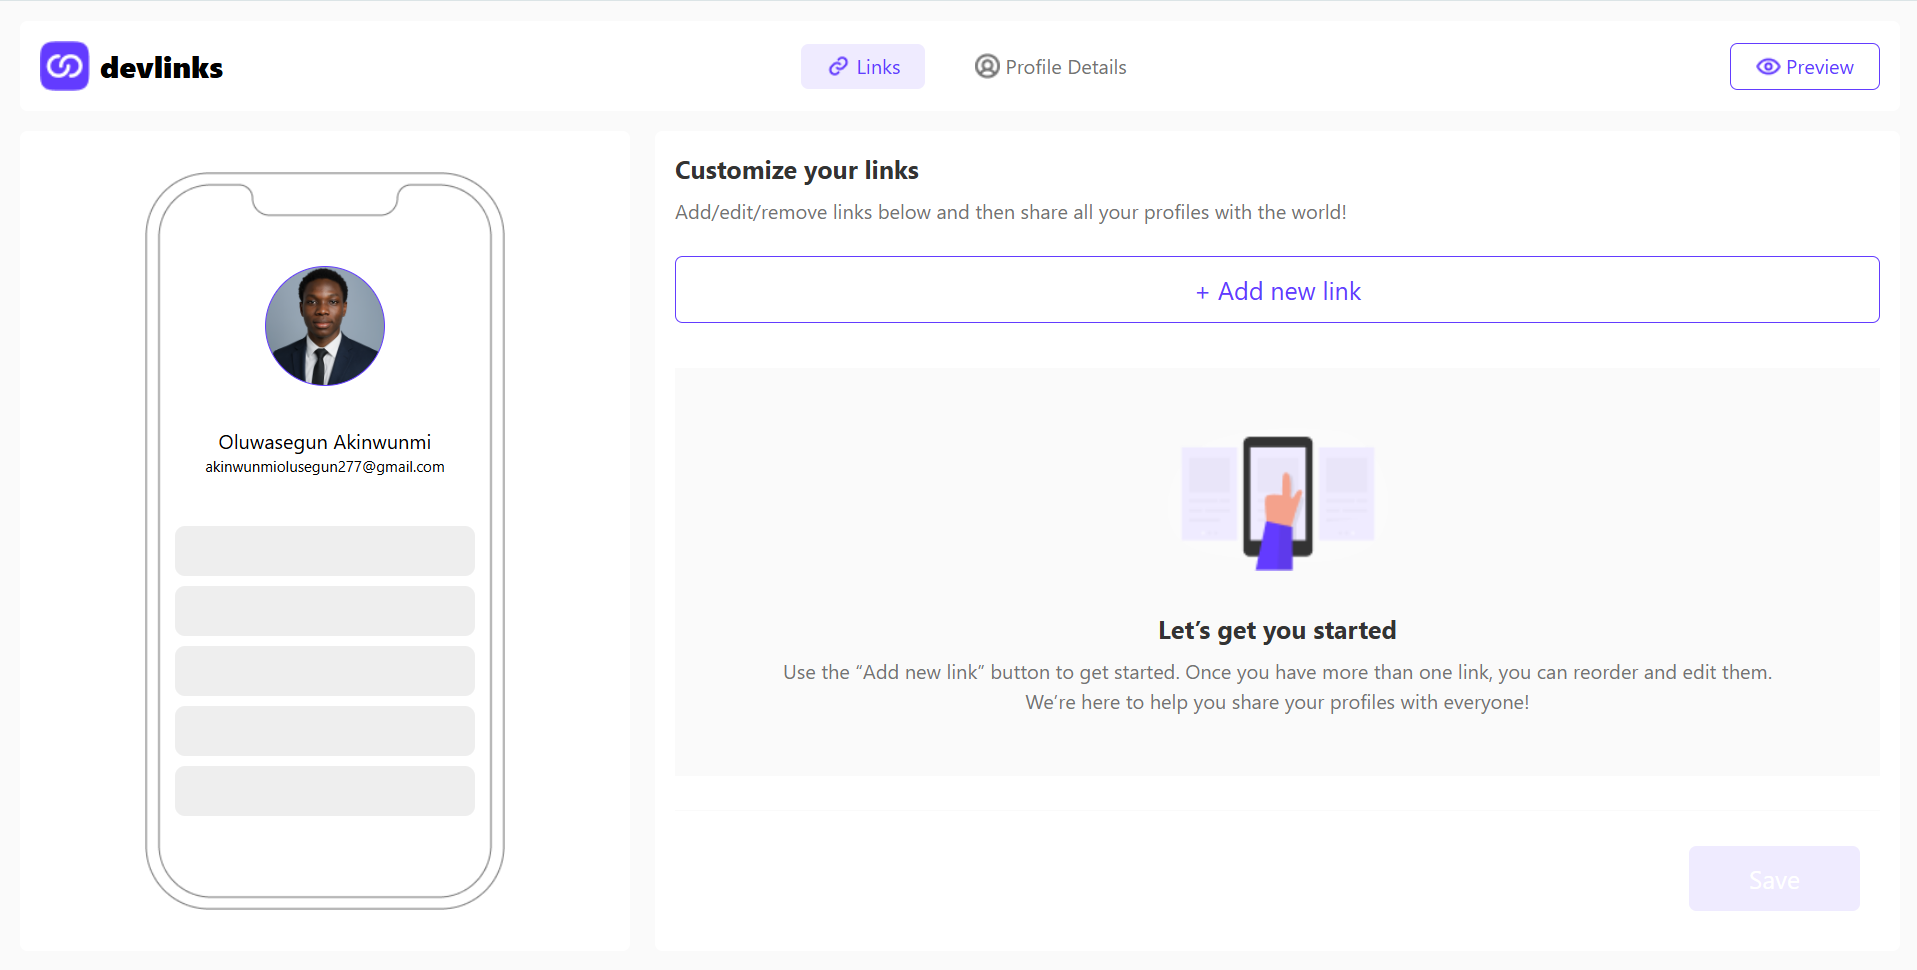 devlinks
Links
Profile Details
Preview
Oluwasegun Akinwunmi
akinwunmiolusegun277@gmail.com
Customize your links
Add/edit/remove links below and then share all your profiles with the world!
+ Add new link
Let’s get you started
Use the “Add new link” button to get started. Once you have more than one link, you can reorder and edit them.
We’re here to help you share your profiles with everyone!
Save